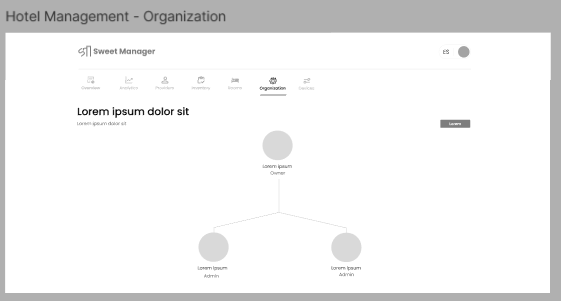 Hotel Management - Organization
Sweet Manager
ES
Overview Analytics Providers Inventory Rooms Organization Devices
Lorem ipsum dolor sit
Lorem ipsum dolor sit
Lorem
Lorem Ipsum
Owner
Lorem Ipsum Lorem Ipsum
Admin Admin